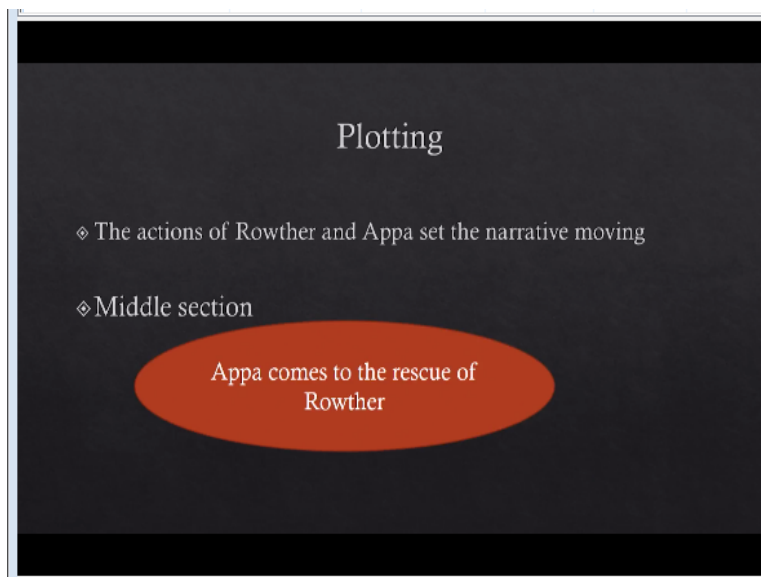 Plotting
The actions of Rowther and Appa set the narrative moving
Middle section
Appa comes to the rescue of
Rowther